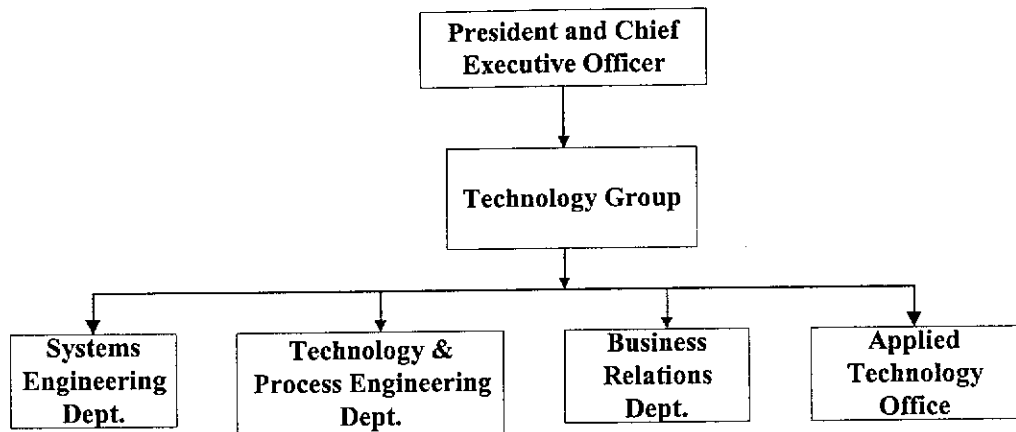 President and Chief
Executive Officer
Technology Group
Systems
Engineering
Dept.
Technology &
Process Engineering
Dept.
Business
Relations
Dept.
Applied
Technology
Office